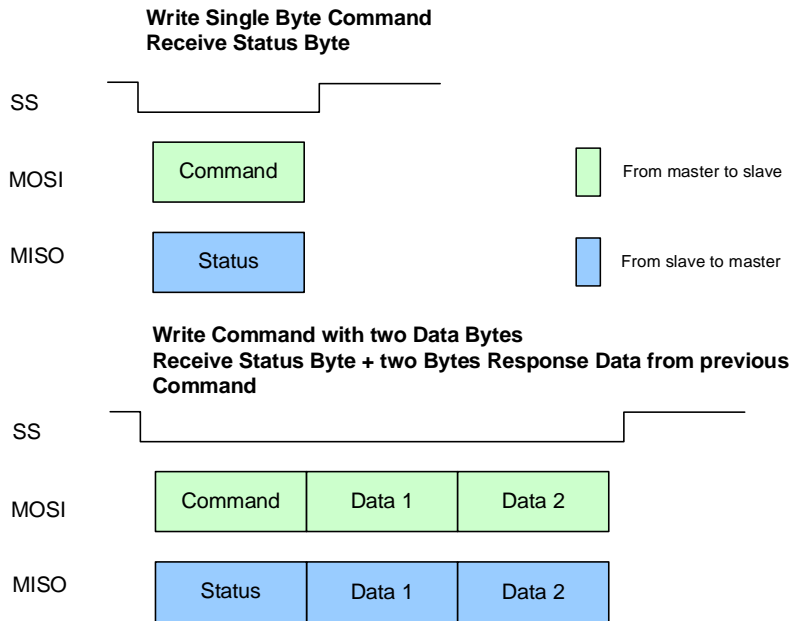 Write Single Byte Command
Receive Status Byte
SS
MOSI
Command
From master to slave
MISO
Status
From slave to master
Write Command with two Data Bytes
Receive Status Byte + two Bytes Response Data from previous
Command
SS
MOSI
Command
Data 1
Data 2
MISO
Status
Data 1
Data 2